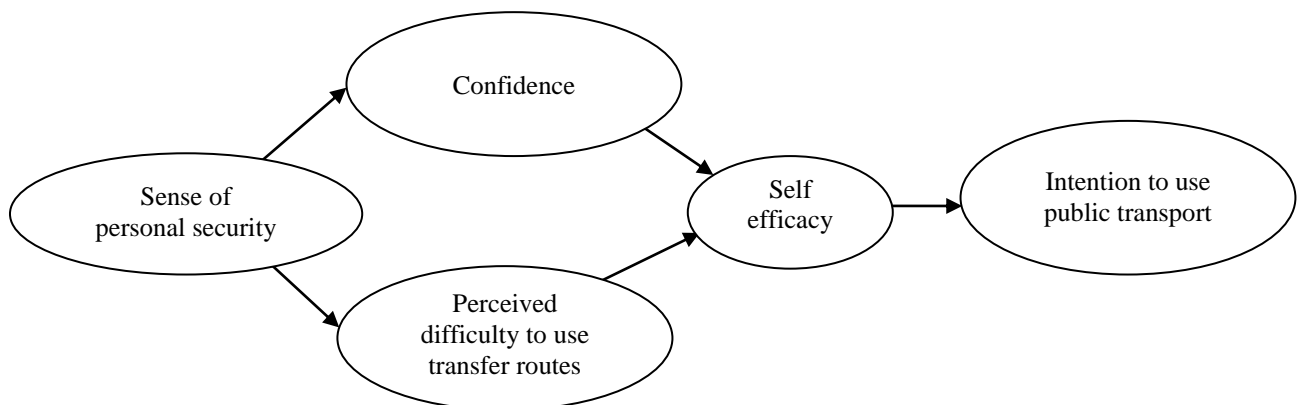 Confidence
Sense of
personal security
Self
efficacy
Intention to use
public transport
Perceived
difficulty to use
transfer routes